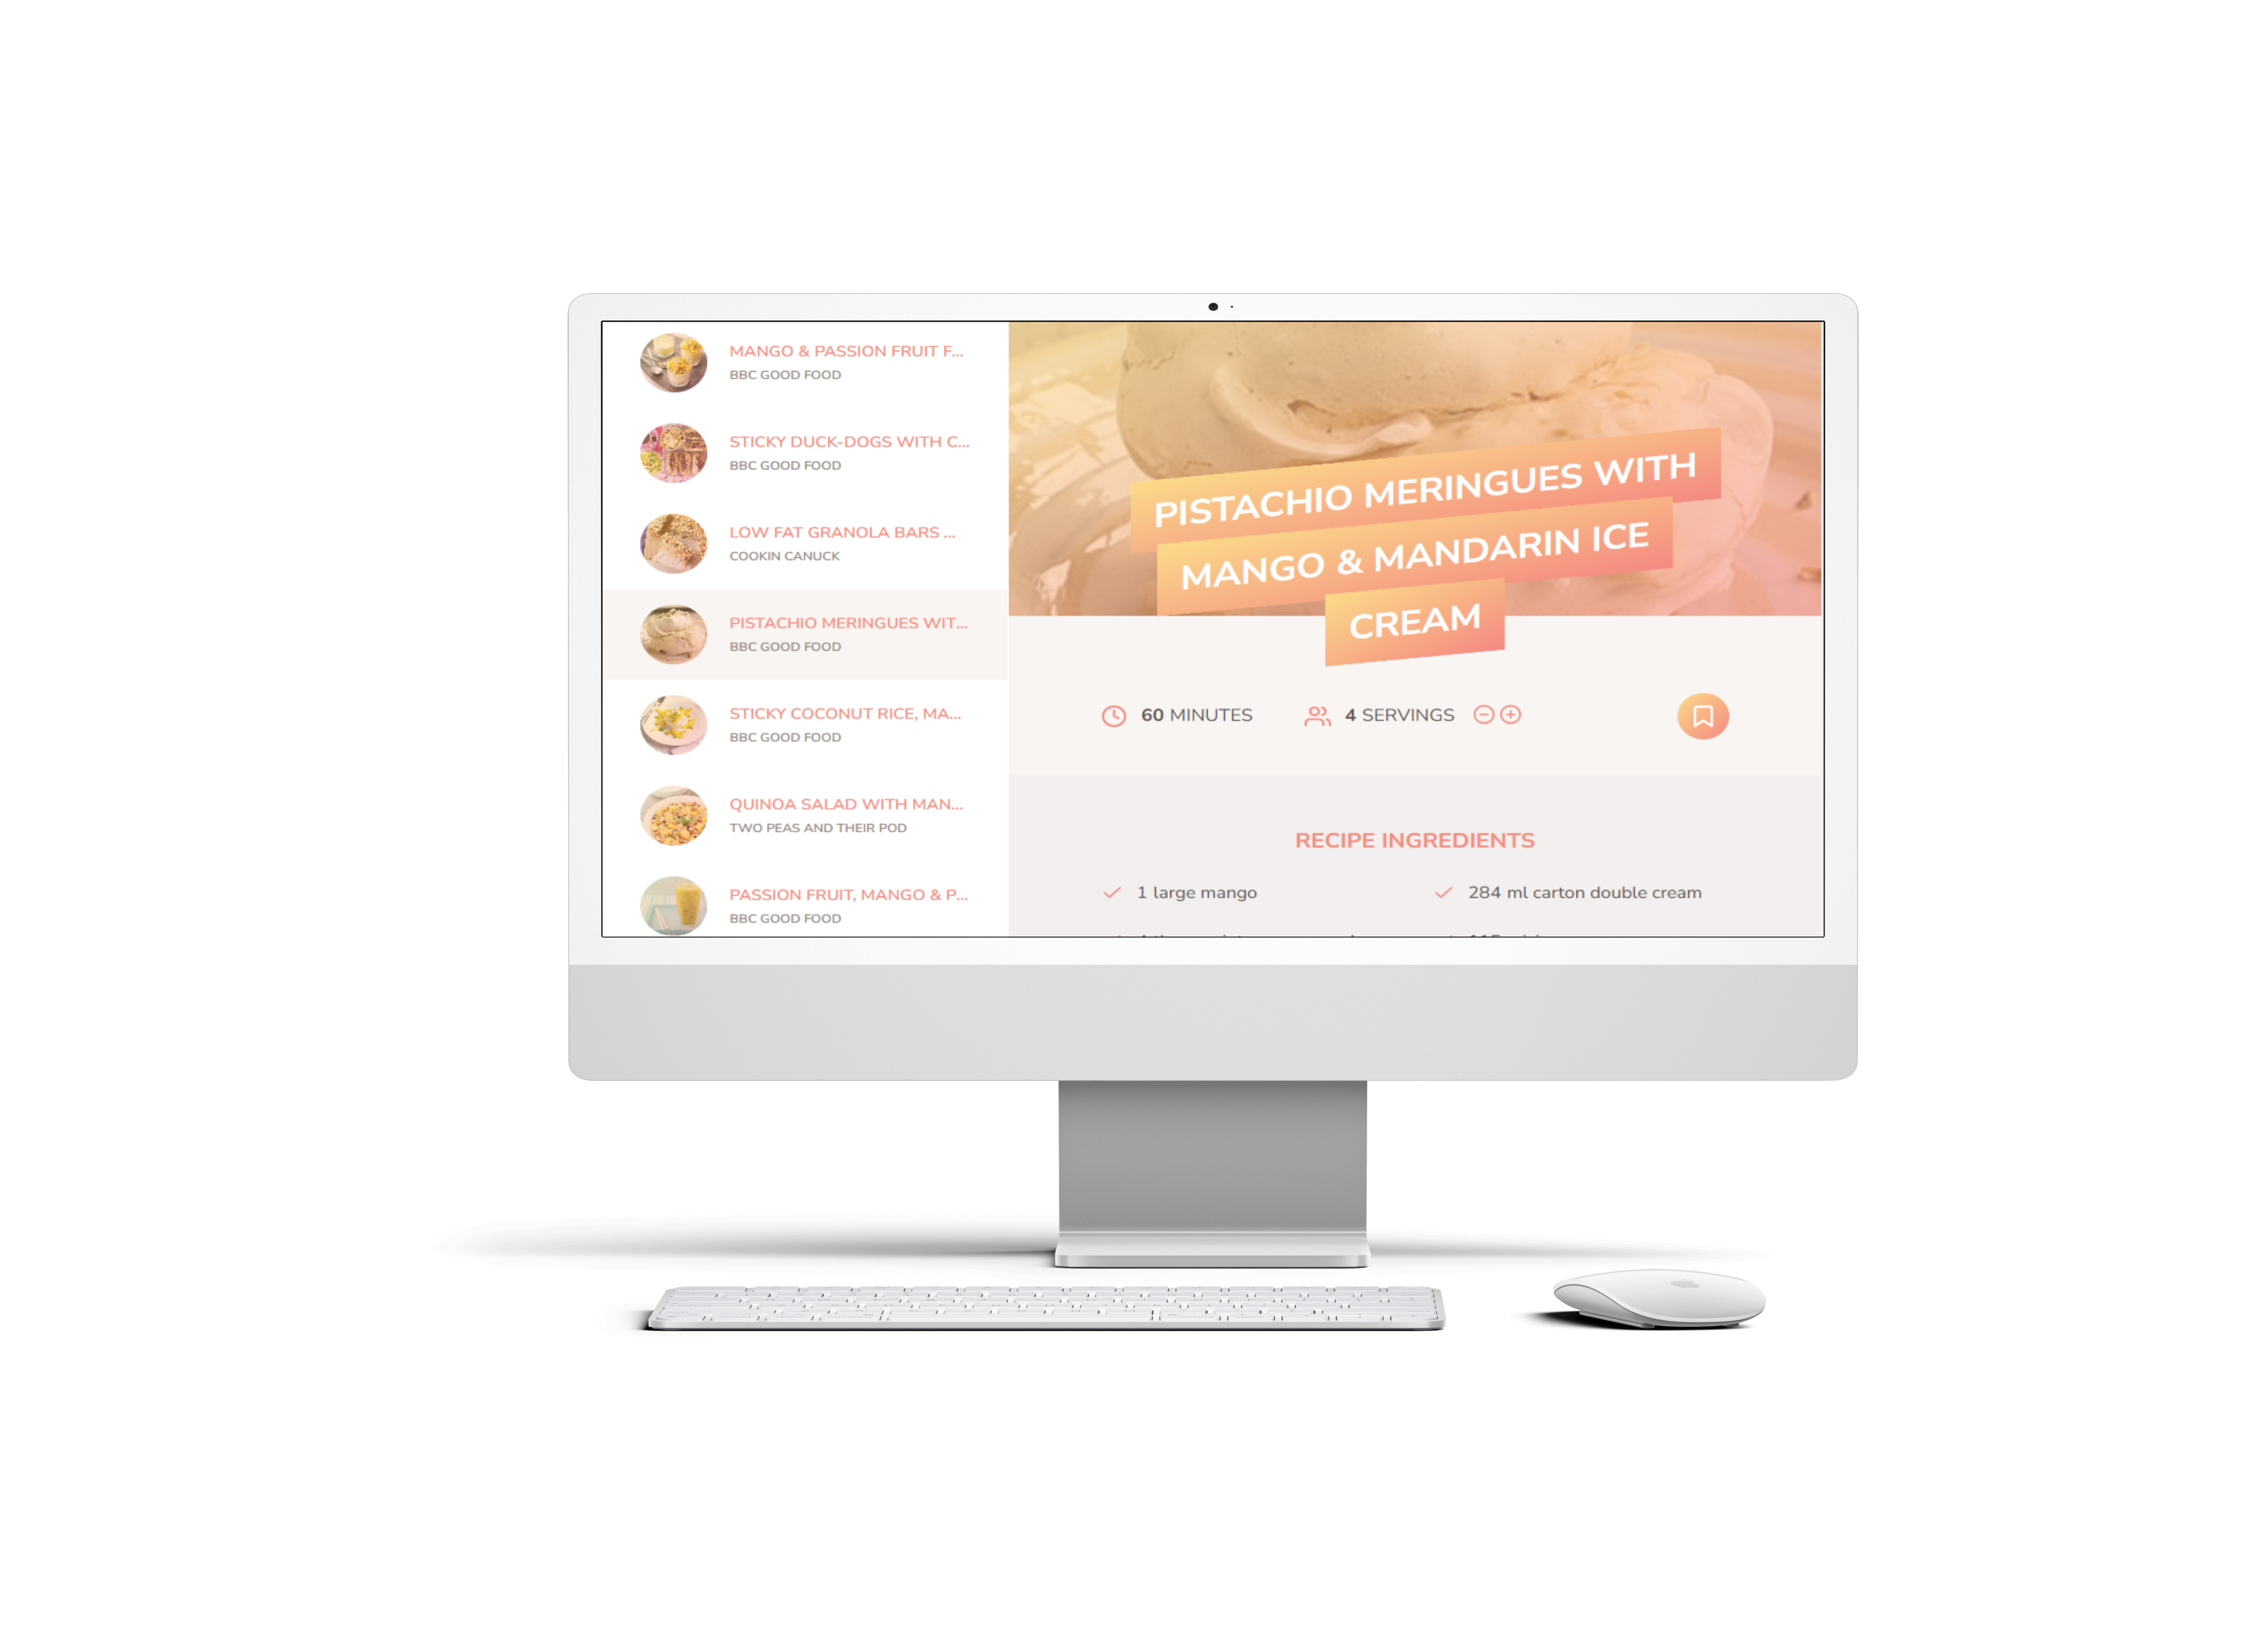 MANGO & PASSION FRUIT F...
BBC GOOD FOOD
STICKY DUCK-DOGS WITH C...
BBC GOOD FOOD
LOW FAT GRANOLA BARS ...
COOKIN CANUCK
PISTACHIO MERINGUES WIT...
BBC GOOD FOOD
STICKY COCONUT RICE, MA...
BBC GOOD FOOD
QUINOA SALAD WITH MAN...
TWO PEAS AND THEIR POD
PASSION FRUIT, MANGO & P...
BBC GOOD FOOD
PISTACHIO MERINGUES WITH
MANGO & MANDARIN ICE
CREAM
60 MINUTES
4 SERVINGS
RECIPE INGREDIENTS
1 large mango
284 ml carton double cream